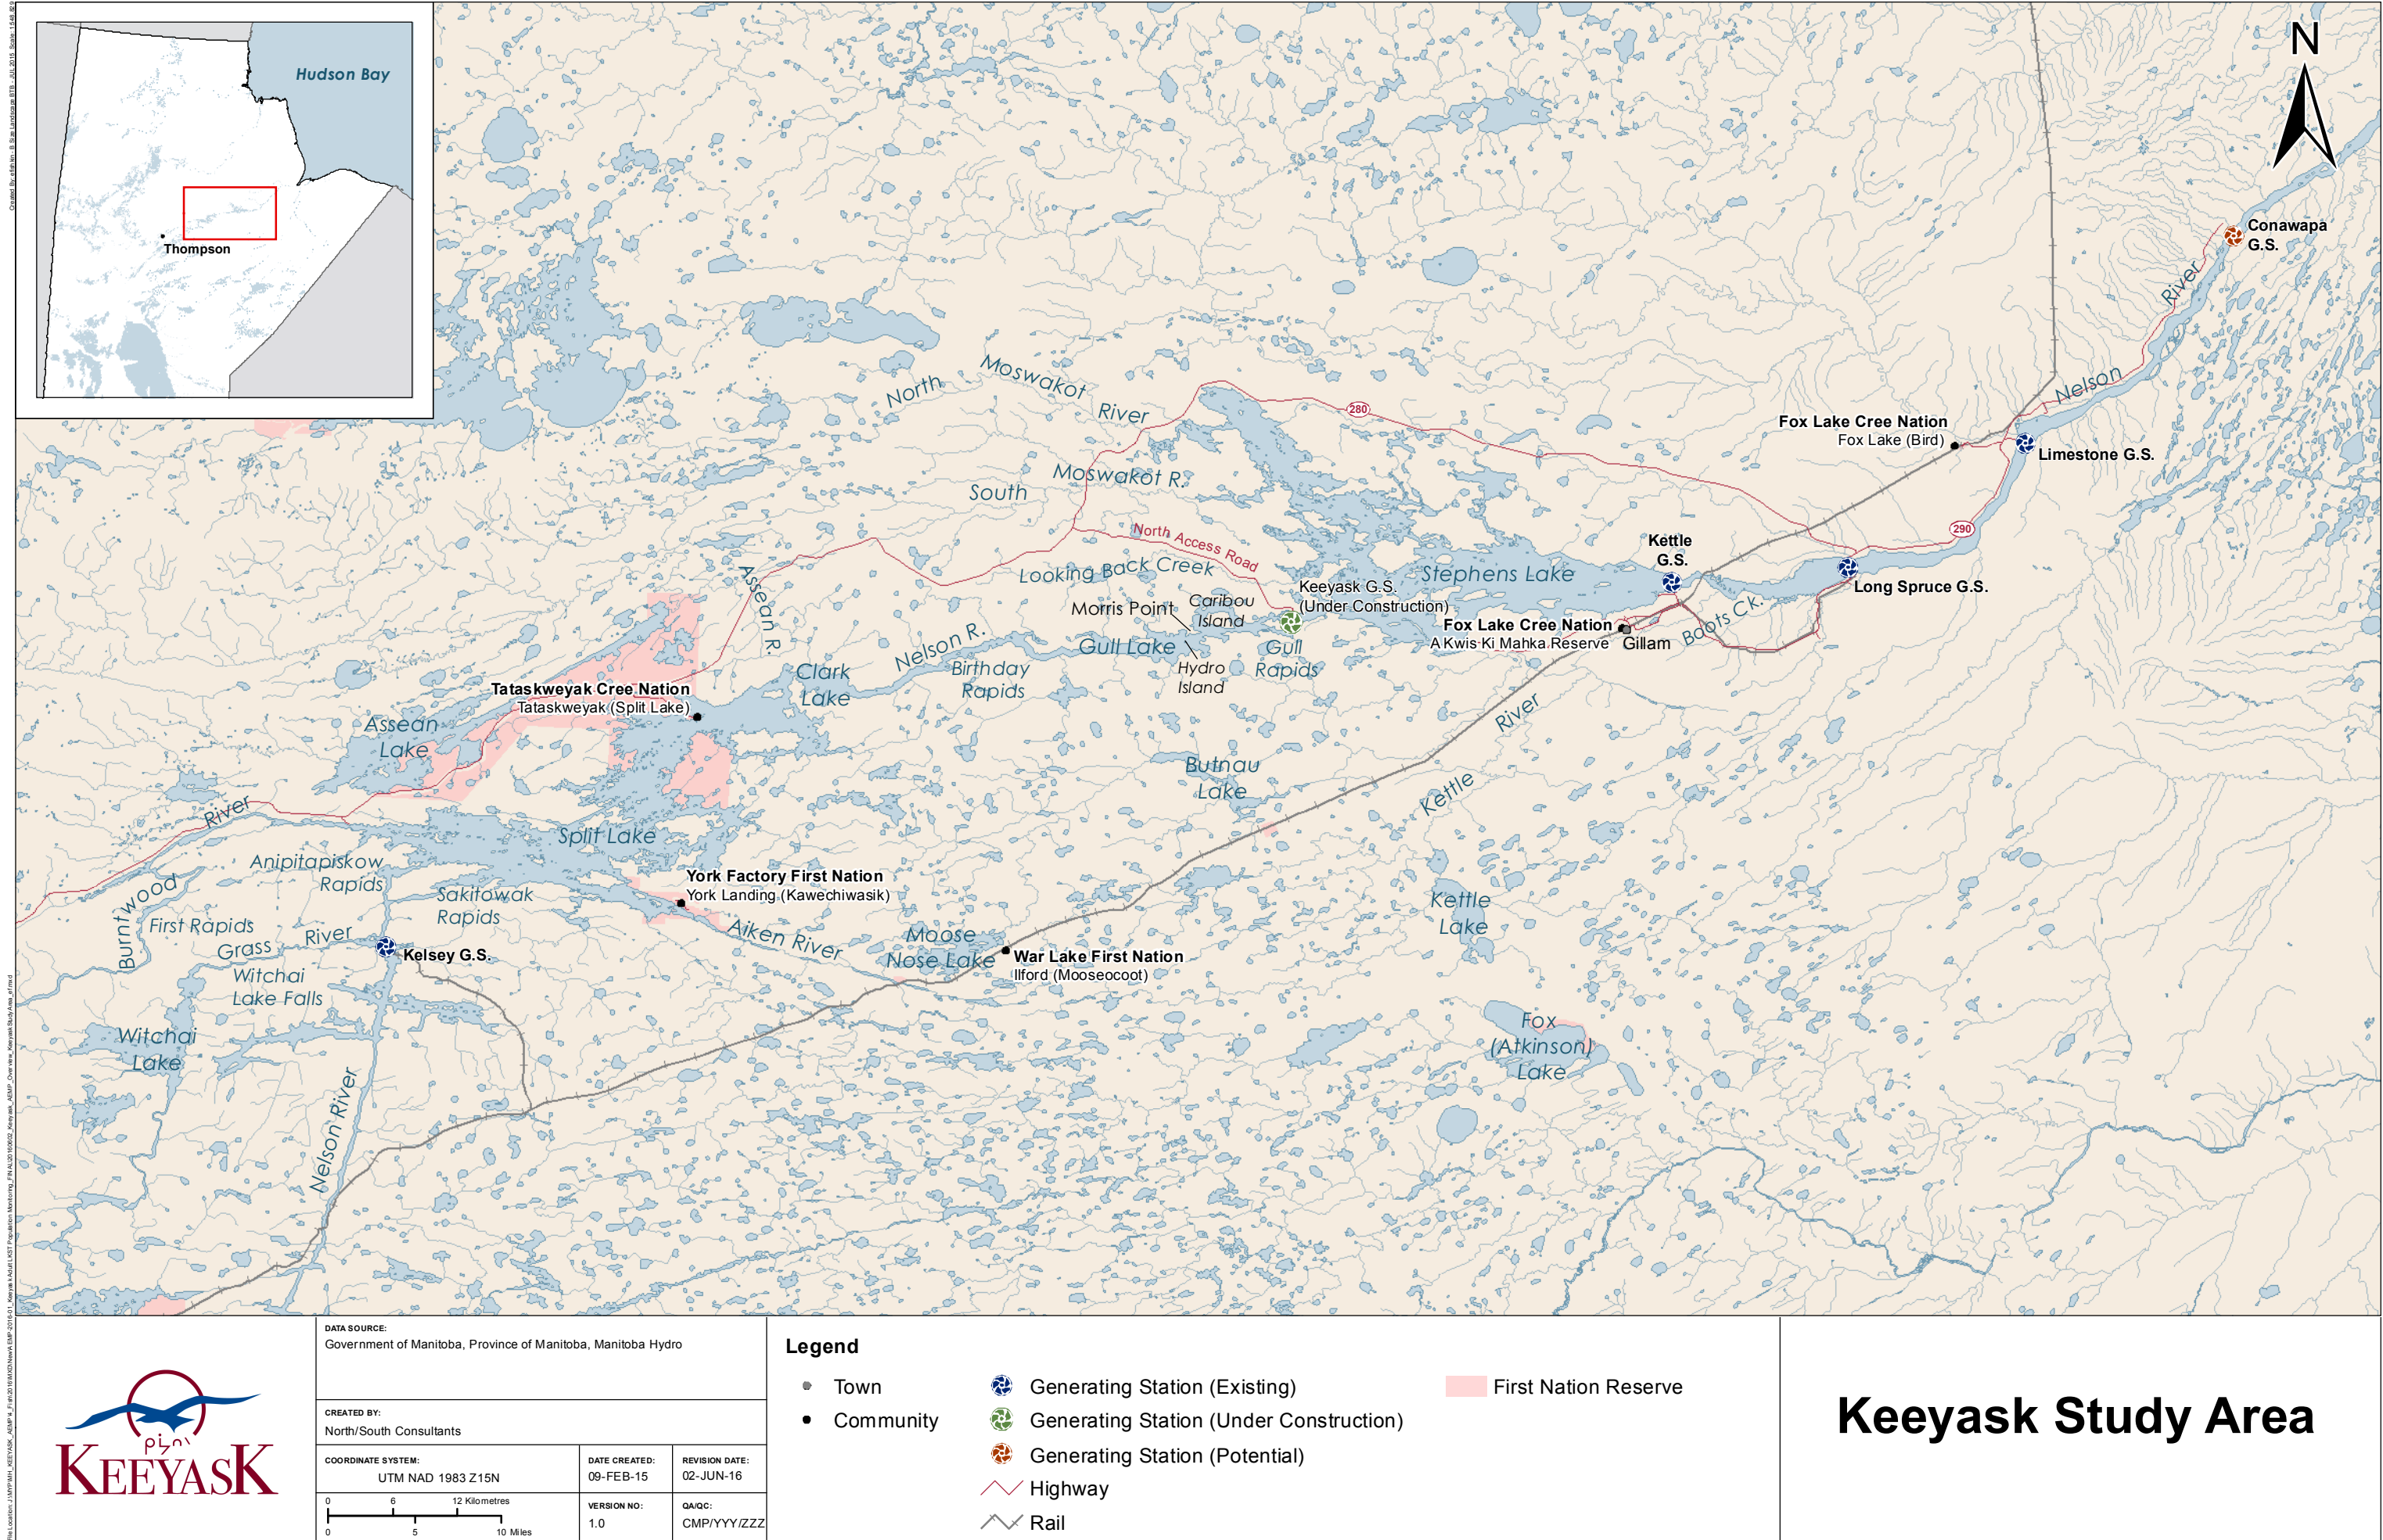 Hudson Bay
Thompson
N
Conawapa
G.S.
River
Nelson
Moswakot
North
River
280
Fox Lake Cree Nation
Fox Lake (Bird)
Limestone G.S.
Moswakot R.
South
290
North Access Road
Kettle
G.S.
Looking Back Creek
Stephens Lake
Long Spruce G.S.
Assean R.
Keeyask G.S.
(Under Construction)
Morris Point
Caribou
Island
Boots Ck.
Fox Lake Cree Nation
A Kwis Ki Mahka Reserve
Gillam
Nelson R.
Gull Lake
Gull
Rapids
Hydro
Island
Birthday
Rapids
Clark
Lake
Tataskweyak Cree Nation
Tataskweyak (Split Lake)
River
Assean
Lake
Butnau
Lake
Kettle
River
Split Lake
Anipitapiskow
Rapids
York Factory First Nation
York Landing (Kawechiwasik)
Sakitowak
Rapids
Burntwood
First Rapids
Kettle
Lake
Grass
River
Aiken River
Moose
Nose Lake
Kelsey G.S.
War Lake First Nation
Ilford (Mooseocoot)
Witchai
Lake Falls
Fox
(Atkinson)
Lake
Witchai
Lake
Nelson River
KEEYASK
DATA SOURCE:
Government of Manitoba, Province of Manitoba, Manitoba Hydro
CREATED BY:
North/South Consultants
COORDINATE SYSTEM:
UTM NAD 1983 Z15N
DATE CREATED:
09-FEB-15
REVISION DATE:
02-JUN-16
0 6 12 Kilometres
0 5 10 Miles
VERSION NO:
1.0
QA/QC:
CMP/YYY/ZZZ
Legend
Town
Community
Generating Station (Existing)
Generating Station (Under Construction)
Generating Station (Potential)
Highway
Rail
First Nation Reserve
Keeyask Study Area